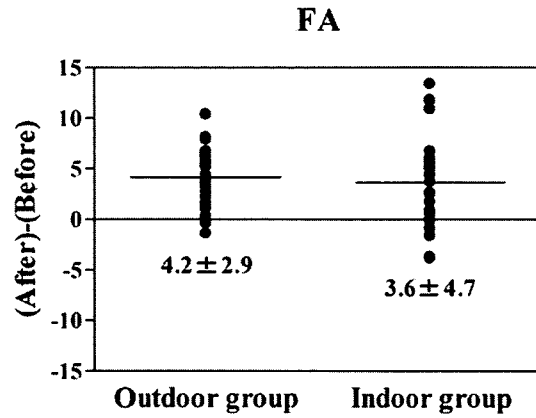 FA
(After)-(Before)
15
10
5
0
-5
-10
-15
4.2±2.9
3.6±4.7
Outdoor group
Indoor group